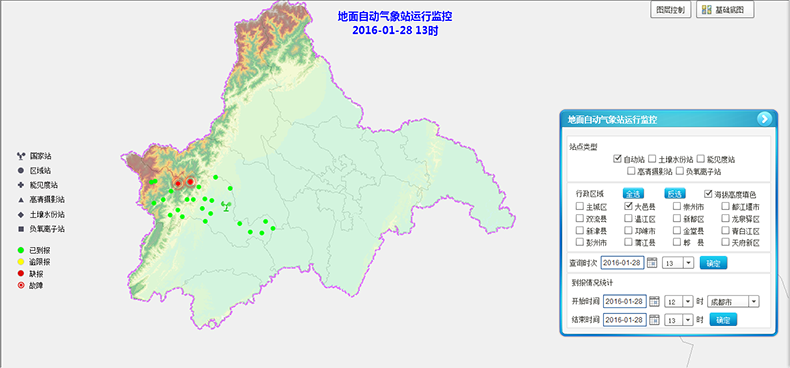 地面自动气象站运行监控
2016-01-28 13时
图层控制
基础底图
国家站
区域站
能见度站
高清摄影站
土壤水份站
负氧离子站
已到报
逾限报
缺报
故障
地面自动气象站运行监控
站点类型
自动站 土壤水份站 能见度站
高清摄影站 负氧离子站
行政区域 全选 反选 海拔高度填色
主城区 大邑县 崇州市 都江堰市
双流县 温江区 新都区 龙泉驿区
新津县 邛崃市 金堂县 青白江区
彭州市 蒲江县 郫 县 天府新区
查询时次 2016-01-28 13 确定
到报情况统计
开始时间 2016-01-28 12 时 成都市
结束时间 2016-01-28 13 时 确定